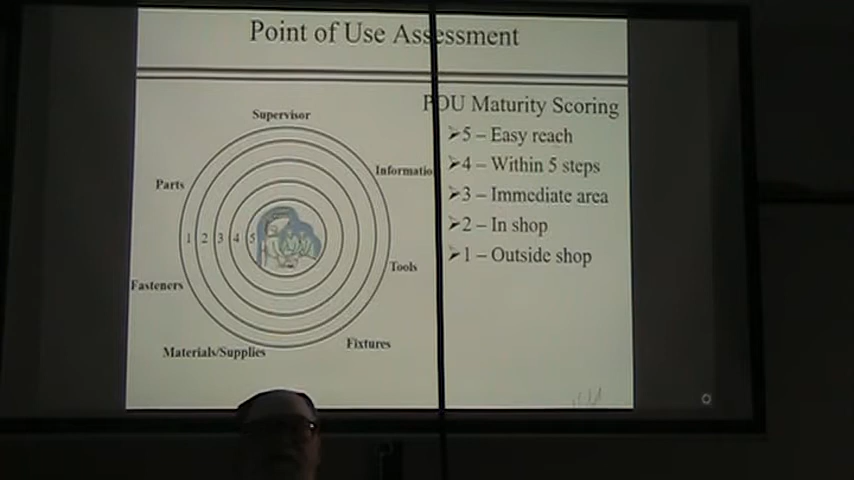 Point of Use Assessment
POU Maturity Scoring
➢5 – Easy reach
➢4 – Within 5 steps
➢3 – Immediate area
➢2 – In shop
➢1 – Outside shop
Supervisor
Informatio
Parts
1 2 3 4 5
Tools
Fasteners
Fixtures
Materials/Supplies